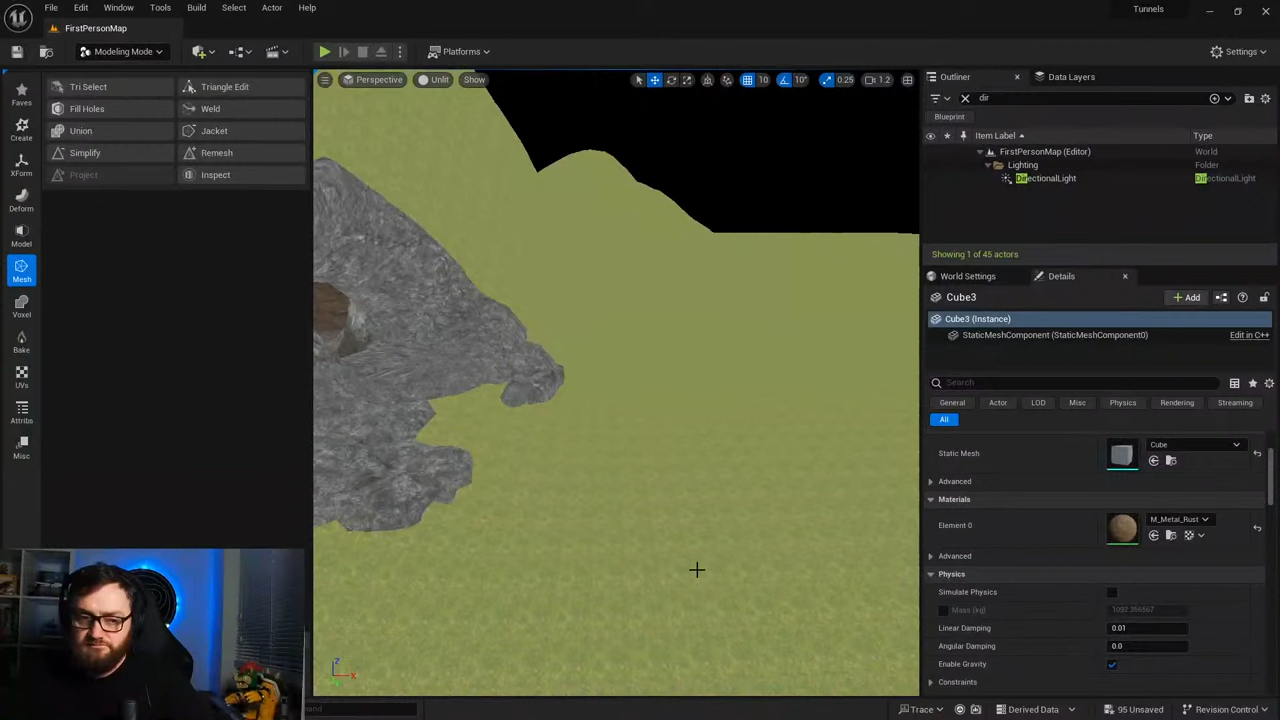 File Edit Window Tools Build Select Actor Help
Tunnels
FirstPersonMap
Modeling Mode
Platforms
Settings
Faves
Create
XForm
Deform
Model
Mesh
Voxel
Bake
UVs
Attribs
Misc
Tri Select
Triangle Edit
Fill Holes
Weld
Union
Jacket
Simplify
Remesh
Project
Inspect
Perspective Unlit Show
10 10° 0.25 1.2
z
x
Outliner Data Layers
dir
Blueprint
Item Label Type
FirstPersonMap (Editor) World
Lighting Folder
DirectionalLight DirectionalLight
Showing 1 of 45 actors
World Settings Details
Cube3 Add
Cube3 (Instance)
StaticMeshComponent (StaticMeshComponent0) Edit in C++
Search
General Actor LOD Misc Physics Rendering Streaming
All
Static Mesh Cube
Advanced
Materials
Element 0 M_Metal_Rust
Advanced
Physics
Simulate Physics
Mass (kg) 1092.356567
Linear Damping 0.01
Angular Damping 0.0
Enable Gravity
Constraints
mand
Trace Derived Data 95 Unsaved Revision Control